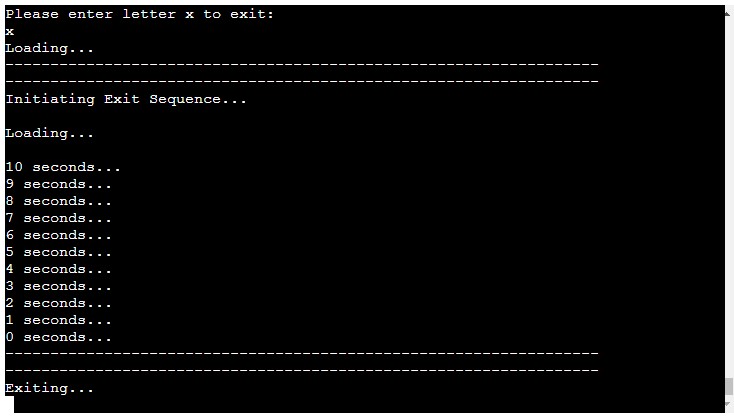 Please enter letter x to exit:
x
Loading...
------------------------------------------------------------------
------------------------------------------------------------------
Initiating Exit Sequence...
Loading...
10 seconds...
9 seconds...
8 seconds...
7 seconds...
6 seconds...
5 seconds...
4 seconds...
3 seconds...
2 seconds...
1 seconds...
0 seconds...
------------------------------------------------------------------
------------------------------------------------------------------
Exiting...